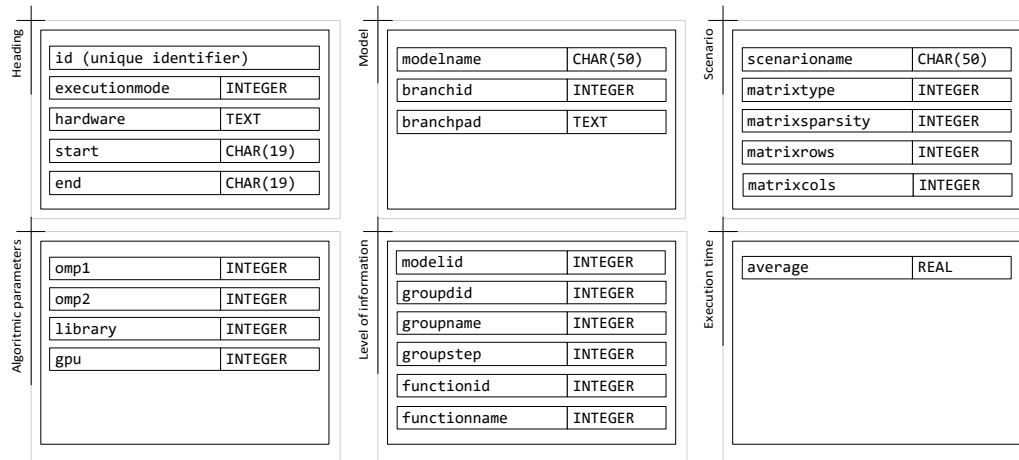 Heading
id (unique identifier)
executionmode INTEGER
hardware TEXT
start CHAR(19)
end CHAR(19)
Model
modelname CHAR(50)
branchid INTEGER
branchpad TEXT
Scenario
scenarioname CHAR(50)
matrixtype INTEGER
matrixsparsity INTEGER
matrixrows INTEGER
matrixcols INTEGER
Algoritmic parameters
omp1 INTEGER
omp2 INTEGER
library INTEGER
gpu INTEGER
Level of information
modelid INTEGER
groupdid INTEGER
groupname INTEGER
groupstep INTEGER
functionid INTEGER
functionname INTEGER
Execution time
average REAL